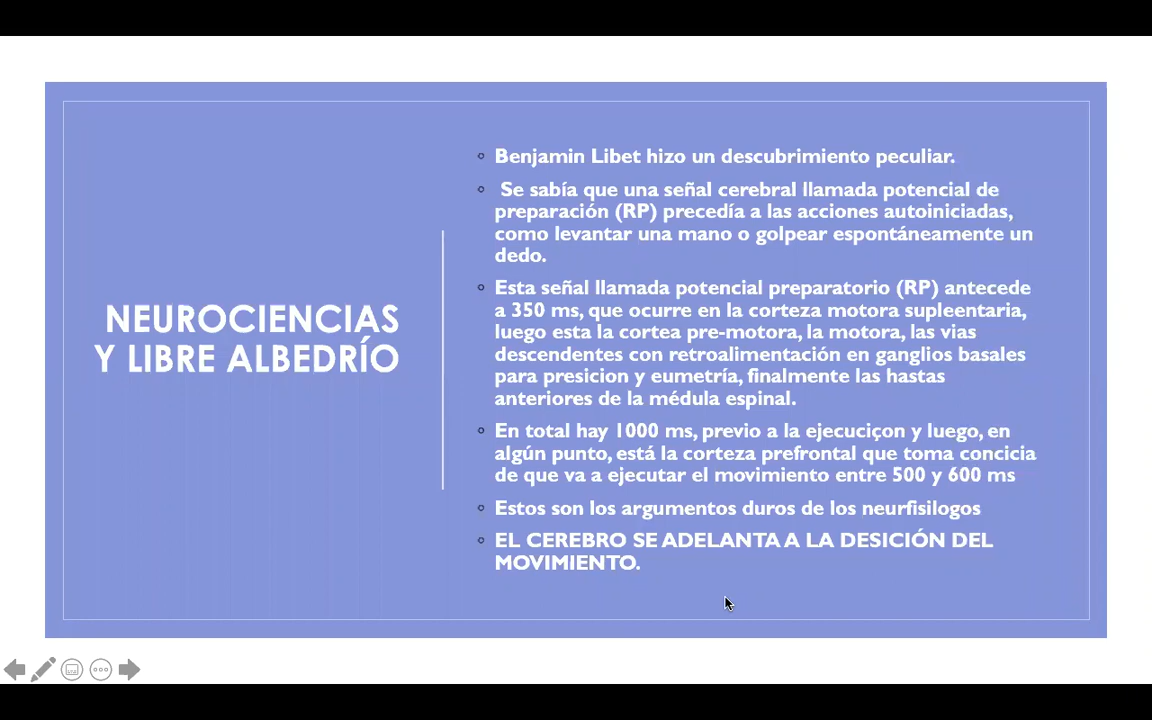 NEUROCIENCIAS
Y LIBRE ALBEDRÍO
Benjamin Libet hizo un descubrimiento peculiar.
Se sabía que una señal cerebral llamada potencial de
preparación (RP) precedía a las acciones autoiniciadas,
como levantar una mano o golpear espontáneamente un
dedo.
Esta señal llamada potencial preparatorio (RP) antecede
a 350 ms, que ocurre en la corteza motora supleentaria,
luego esta la cortea pre-motora, la motora, las vias
descendentes con retroalimentación en ganglios basales
para presicion y eumetría, finalmente las hastas
anteriores de la médula espinal.
En total hay 1000 ms, previo a la ejecuciçon y luego, en
algún punto, está la corteza prefrontal que toma concicia
de que va a ejecutar el movimiento entre 500 y 600 ms
Estos son los argumentos duros de los neurfisilogos
EL CEREBRO SE ADELANTA A LA DESICIÓN DEL
MOVIMIENTO.